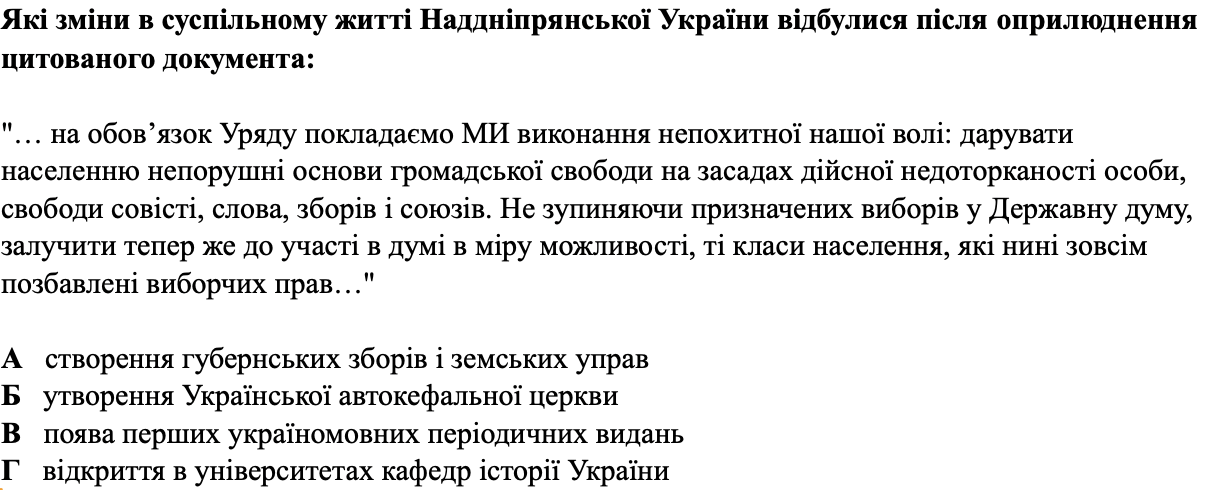 Які зміни в суспільному житті Наддніпрянської України відбулися після оприлюднення
цитованого документа:
"… на обов’язок Уряду покладаємо МИ виконання непохитної нашої волі: дарувати
населенню непорушні основи громадської свободи на засадах дійсної недоторканості особи,
свободи совісті, слова, зборів і союзів. Не зупиняючи призначених виборів у Державну думу,
залучити тепер же до участі в думі в міру можливості, ті класи населення, які нині зовсім
позбавлені виборчих прав…"
А створення губернських зборів і земських управ
Б утворення Української автокефальної церкви
В поява перших україномовних періодичних видань
Г відкриття в університетах кафедр історії України